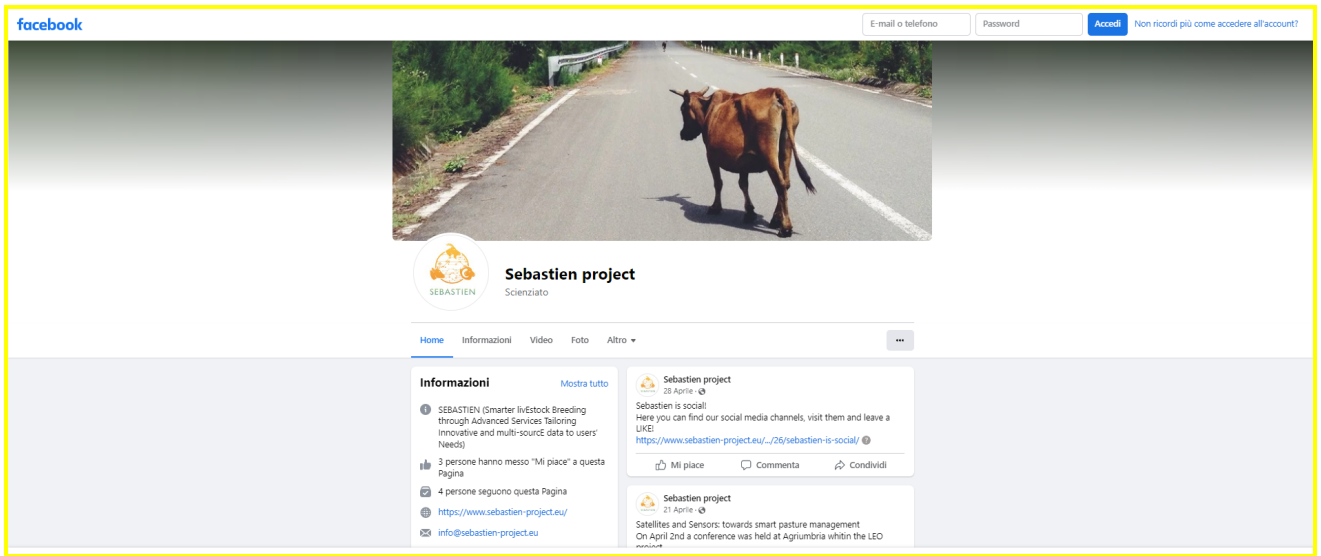 facebook
E-mail o telefono
Password
Accedi
Non ricordi più come accedere all'account?
SEBASTIEN
Sebastien project
Scienziato
Home
Informazioni
Video
Foto
Altro
Informazioni
Mostra tutto
SEBASTIEN (Smarter livEstock Breeding
through Advanced Services Tailoring
Innovative and multi-sourcE data to users'
Needs)
3 persone hanno messo "Mi piace" a questa
Pagina
4 persone seguono questa Pagina
https://www.sebastien-project.eu/
info@sebastien-project.eu
Sebastien project
28 Aprile ·
Sebastien is social!
Here you can find our social media channels, visit them and leave a
LIKE!
https://www.sebastien-project.eu/.../26/sebastien-is-social/
Mi piace
Commenta
Condividi
Sebastien project
21 Aprile ·
Satellites and Sensors: towards smart pasture management
On April 2nd a conference was held at Agriumbria whitin the LEO
project